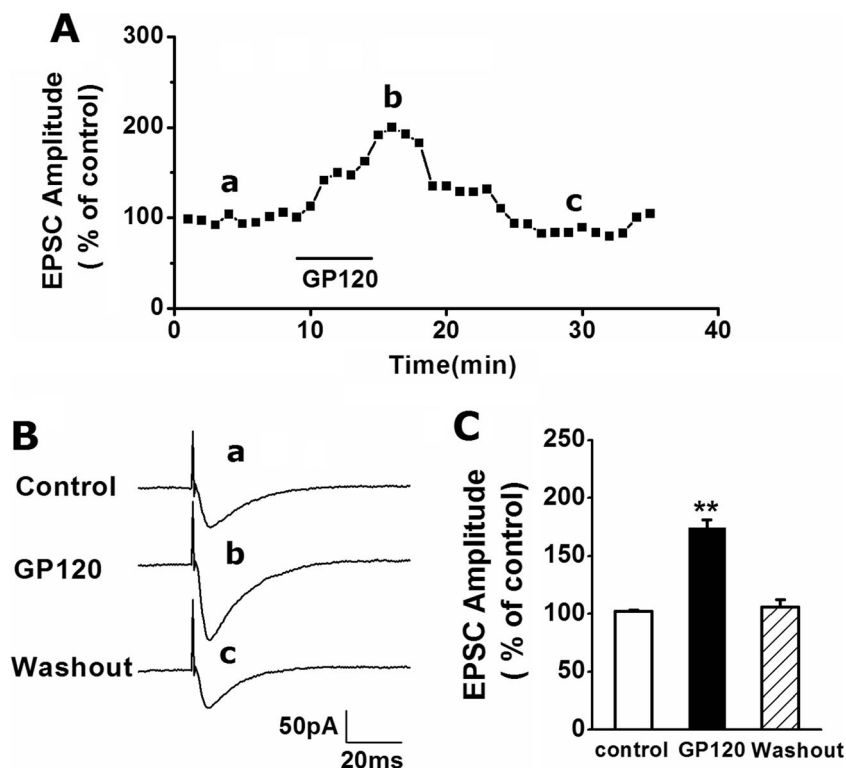 A
EPSC Amplitude
( % of control)
300
200
100
0
a
b
c
GP120
0 10 20 30 40
Time(min)
B
Control
a
GP120
b
Washout
c
50pA
20ms
C
EPSC Amplitude
( % of control)
250
200
150
100
50
0
**
control GP120 Washout